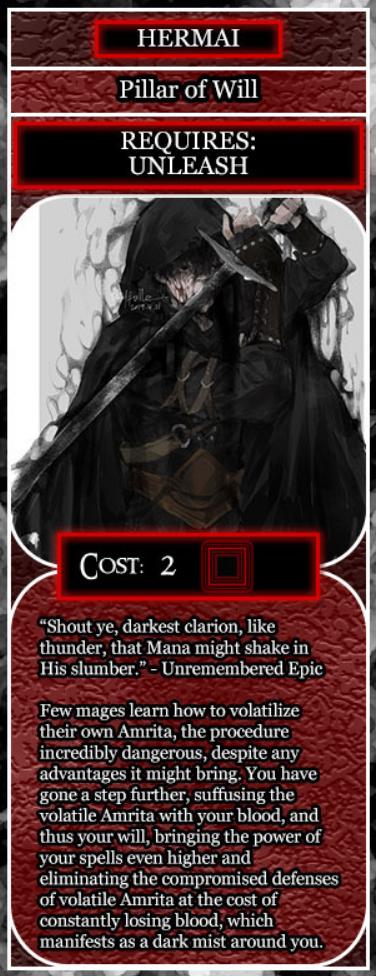 HERMAI
Pillar of Will
REQUIRES:
UNLEASH
COST: 2
“Shout ye, darkest clarion, like
thunder, that Mana might shake in
His slumber.” - Unremembered Epic
Few mages learn how to volatilize
their own Amrita, the procedure
incredibly dangerous, despite any
advantages it might bring. You have
gone a step further, suffusing the
volatile Amrita with your blood, and
thus your will, bringing the power of
your spells even higher and
eliminating the compromised defenses
of volatile Amrita at the cost of
constantly losing blood, which
manifests as a dark mist around you.